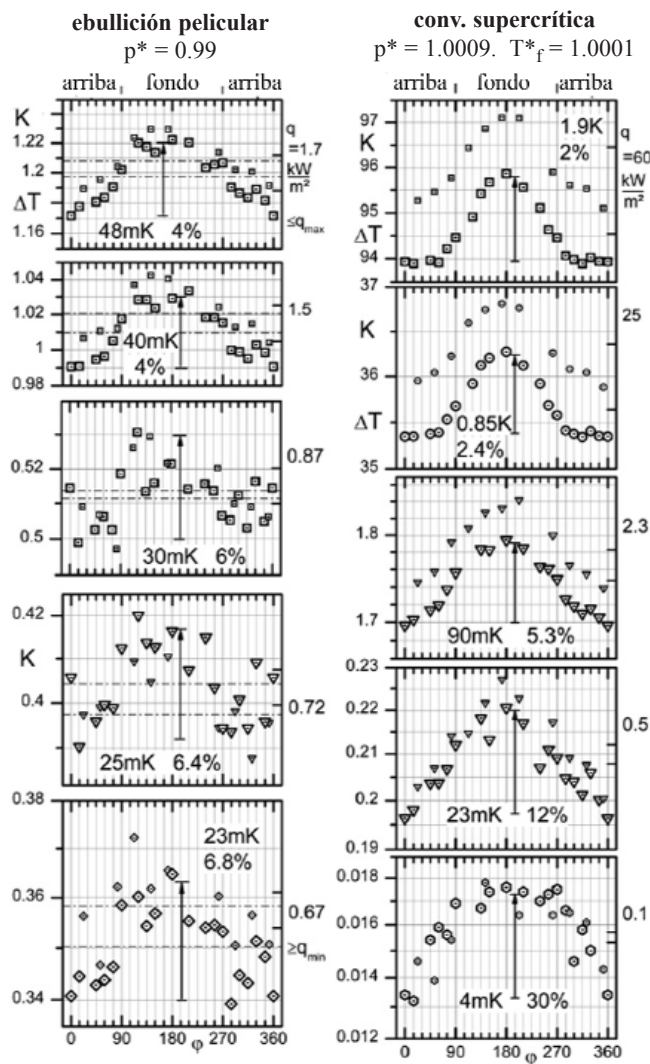 ebullición pelicular
p* = 0.99
arriba fondo arriba
K
1.22
1.2
ΔT
1.16
q
=1.7
kW
m²
≤qmax
48mK 4%
1.04
1.02
1
0.98
1.5
40mK
4%
0.52
0.5
0.87
30mK 6%
0.42
K
0.4
0.72
25mK 6.4%
0.38
0.36
0.34
23mK
6.8%
0.67
≥qmin
0 90 180 270 360
φ
conv. supercrítica
p* = 1.0009. T*f = 1.0001
arriba fondo arriba
97
K
96
95
ΔT
94
1.9K
2%
q
=60
kW
m²
37
K
36
ΔT
35
25
0.85K
2.4%
1.8
1.7
2.3
90mK 5.3%
0.23
0.22
0.21
0.2
0.19
0.5
23mK 12%
0.018
0.016
0.014
0.012
0.1
4mK 30%
0 90 180 270 360
φ